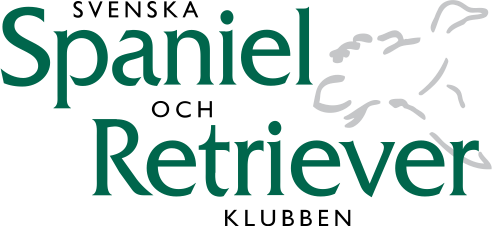 SVENSKA
Spaniel
OCH
Retriever
KLUBBEN